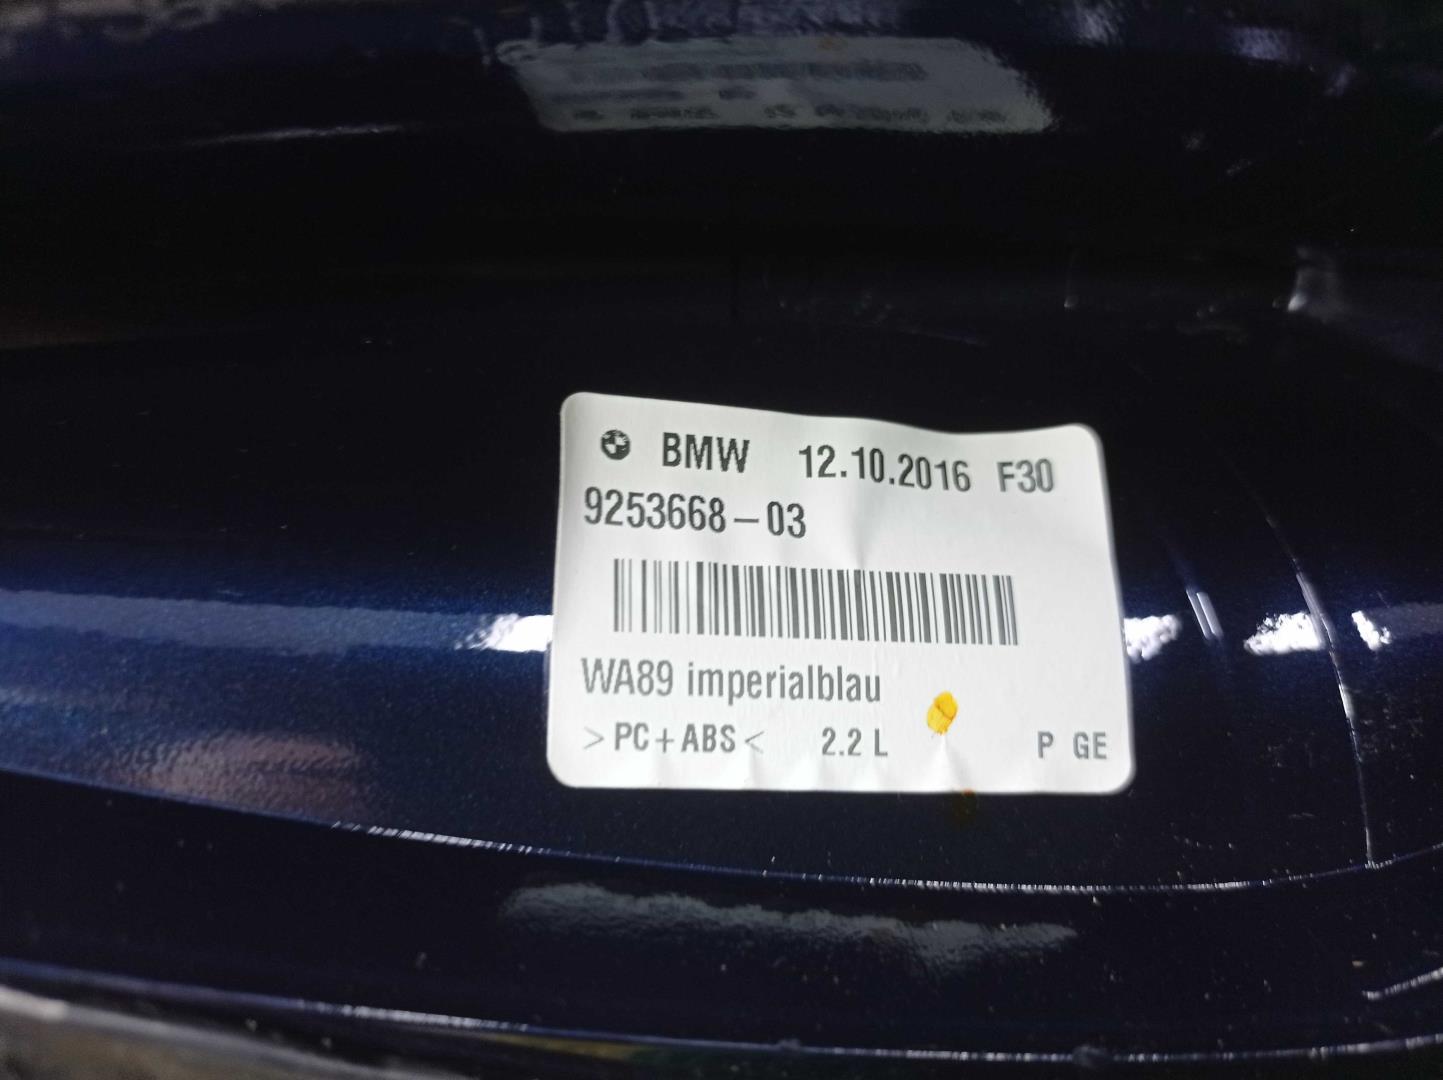 BMW 12.10.2016 F30
9253668-03
WA89 imperialblau
>PC+ABS< 2.2 L P GE